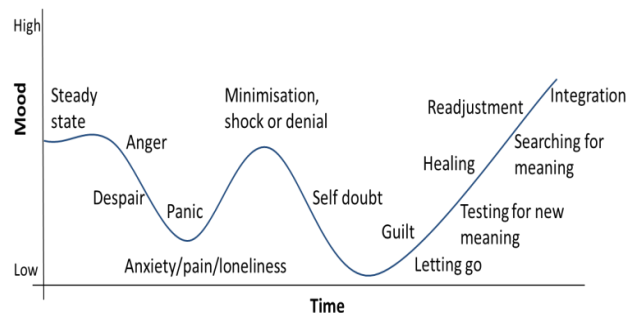 High
Mood
Low
Steady
state
Anger
Despair
Panic
Anxiety/pain/loneliness
Minimisation,
shock or denial
Self doubt
Guilt
Letting go
Testing for new
meaning
Healing
Searching for
meaning
Readjustment
Integration
Time